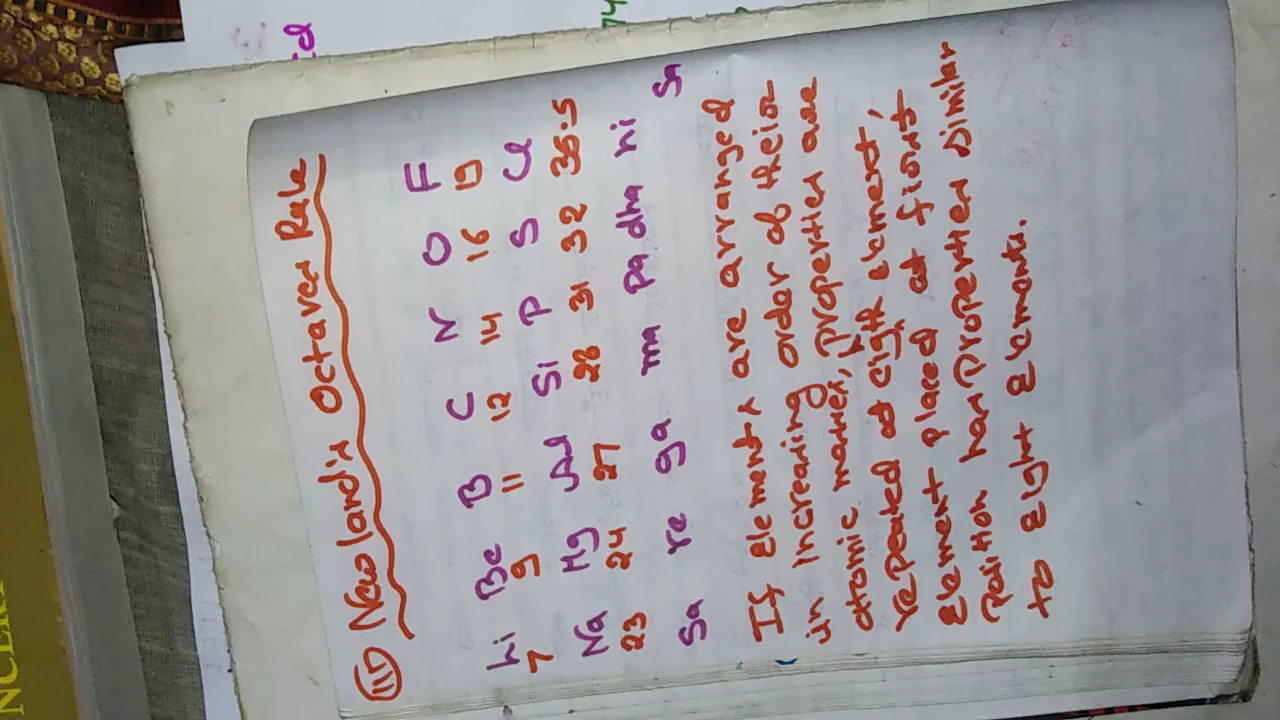 (III) Newland's Octaves Rule
Li Be B C N O F
7 9 11 12 14 16 19
Na Mg Al Si P S Cl
23 24 27 28 31 32 35.5
Sa re ga ma Pa dha ni Sa
If Elements are arranged
in Increasing order of their
atomic masses, properties are
repeated at eighth element,
Element placed at first
Position has properties similar
to Eight Elements.
NCER